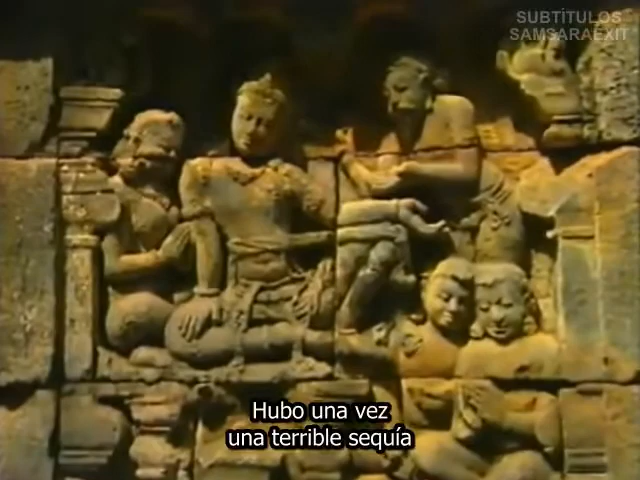 SUBTÍTULOS
SAMSARAEXIT
Hubo una vez
una terrible sequía